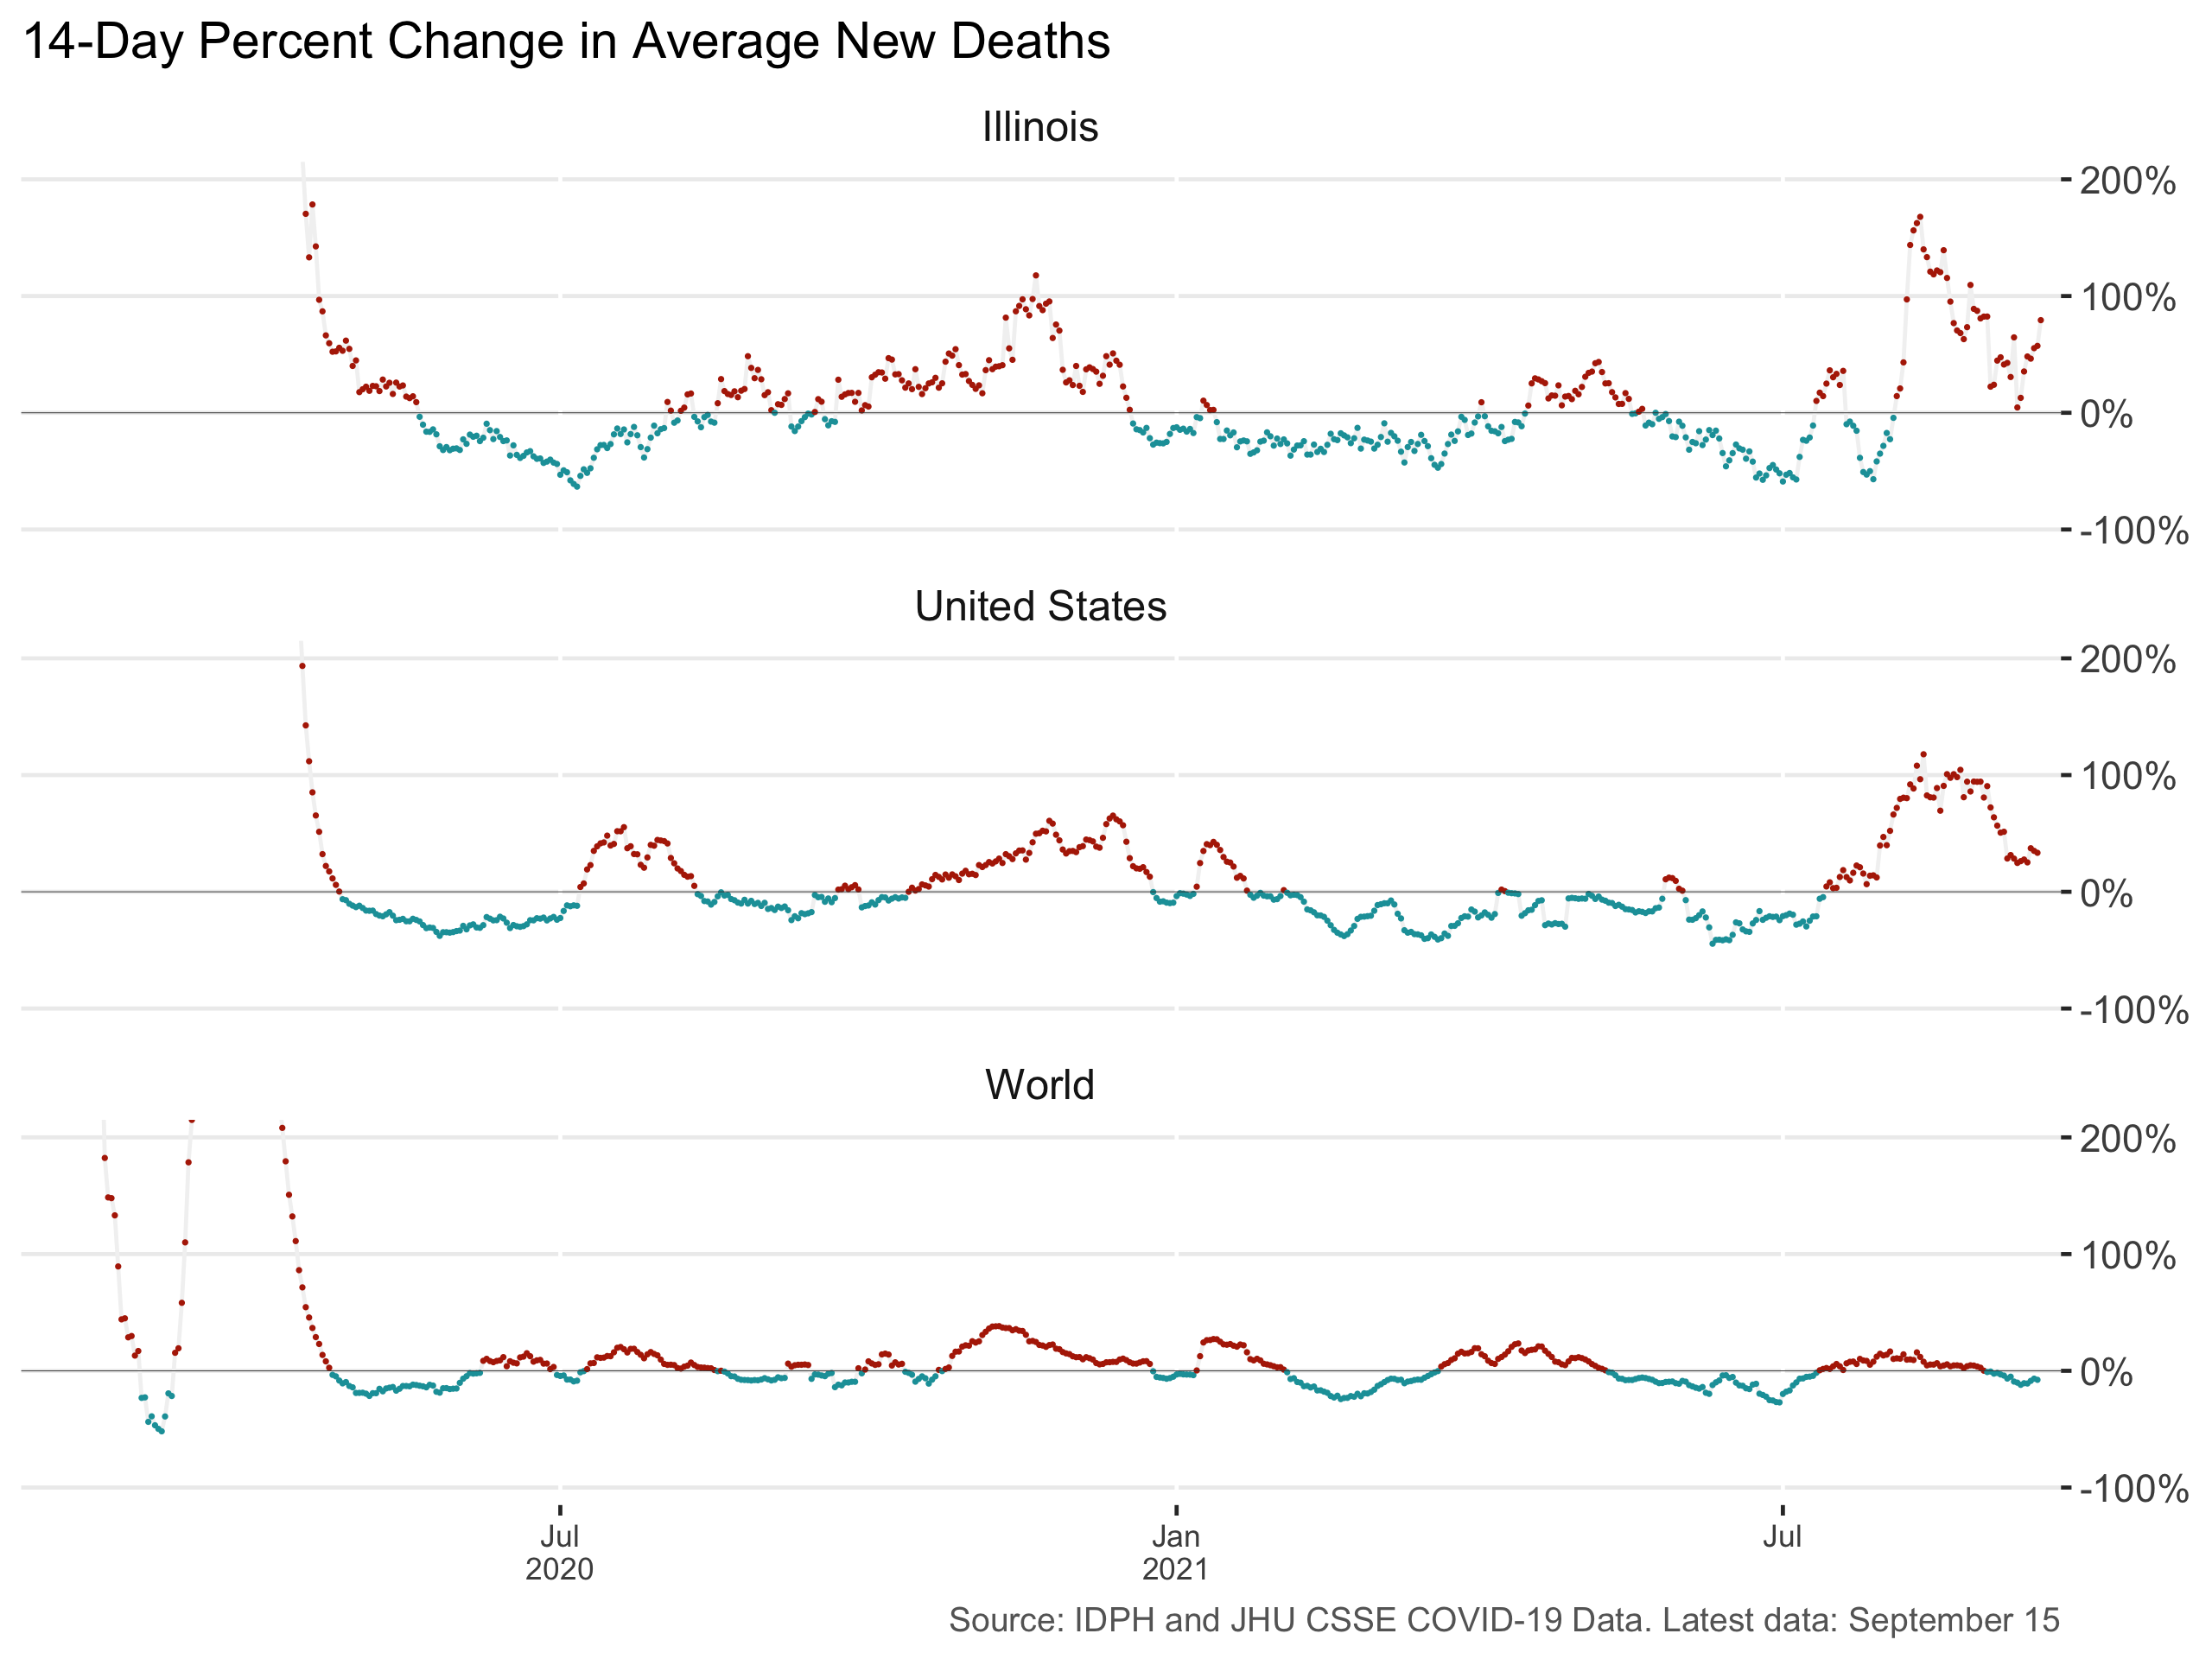 14-Day Percent Change in Average New Deaths
Illinois
200%
100%
0%
-100%
United States
200%
100%
0%
-100%
World
200%
100%
0%
-100%
Jul Jan Jul
2020 2021
Source: IDPH and JHU CSSE COVID-19 Data. Latest data: September 15